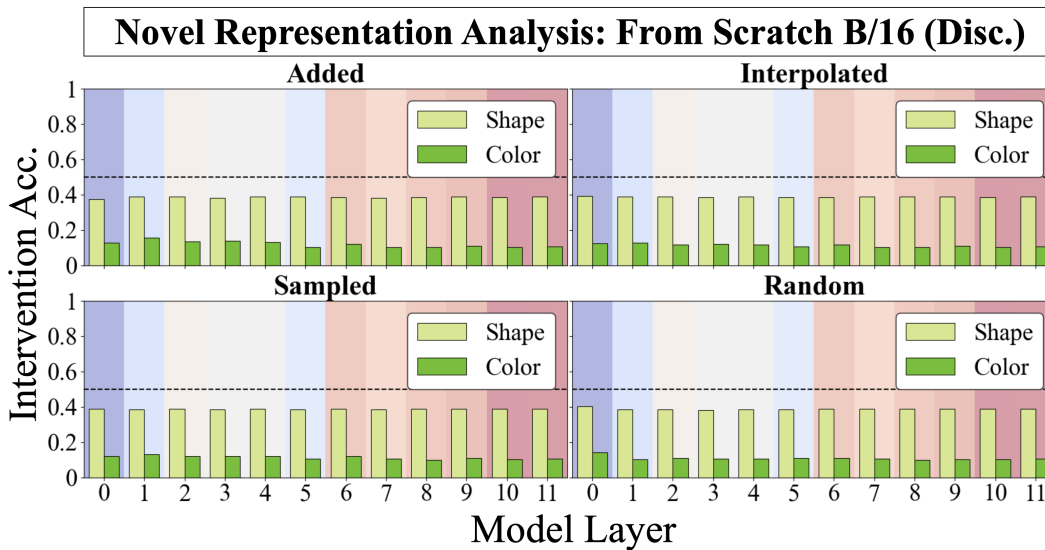 Novel Representation Analysis: From Scratch B/16 (Disc.)
Added
Interpolated
1
0.8
0.6
0.4
0.2
0
Shape
Color
Shape
Color
Sampled
Random
1
0.8
0.6
0.4
0.2
0
Shape
Color
Shape
Color
0 1 2 3 4 5 6 7 8 9 10 11
0 1 2 3 4 5 6 7 8 9 10 11
Intervention Acc.
Model Layer